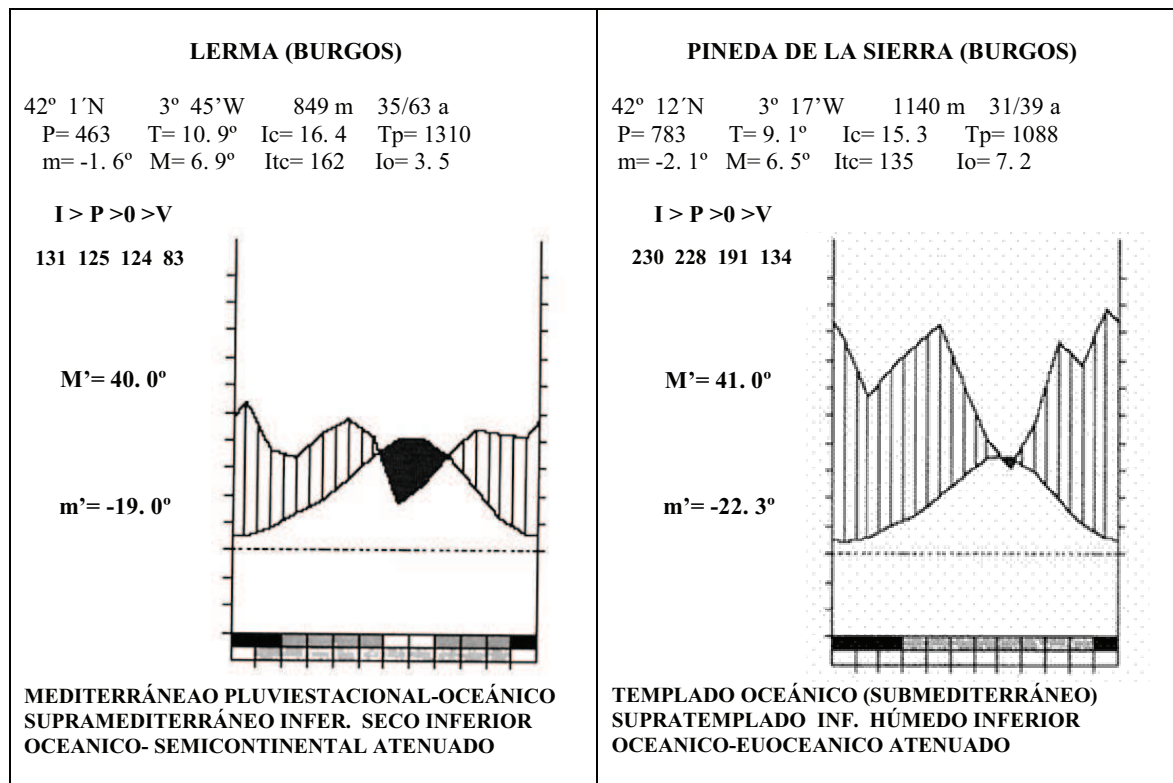 LERMA (BURGOS)
42º 1´N 3º 45’W 849 m 35/63 a
P= 463 T= 10. 9º Ic= 16. 4 Tp= 1310
m= -1. 6º M= 6. 9º Itc= 162 Io= 3. 5
I > P >0 >V
131 125 124 83
M’= 40. 0º
m’= -19. 0º
MEDITERRÁNEAO PLUVIESTACIONAL-OCEÁNICO
SUPRAMEDITERRÁNEO INFER. SECO INFERIOR
OCEANICO- SEMICONTINENTAL ATENUADO
PINEDA DE LA SIERRA (BURGOS)
42º 12´N 3º 17’W 1140 m 31/39 a
P= 783 T= 9. 1º Ic= 15. 3 Tp= 1088
m= -2. 1º M= 6. 5º Itc= 135 Io= 7. 2
I > P >0 >V
230 228 191 134
M’= 41. 0º
m’= -22. 3º
TEMPLADO OCEÁNICO (SUBMEDITERRÁNEO)
SUPRATEMPLADO INF. HÚMEDO INFERIOR
OCEANICO-EUOCEANICO ATENUADO